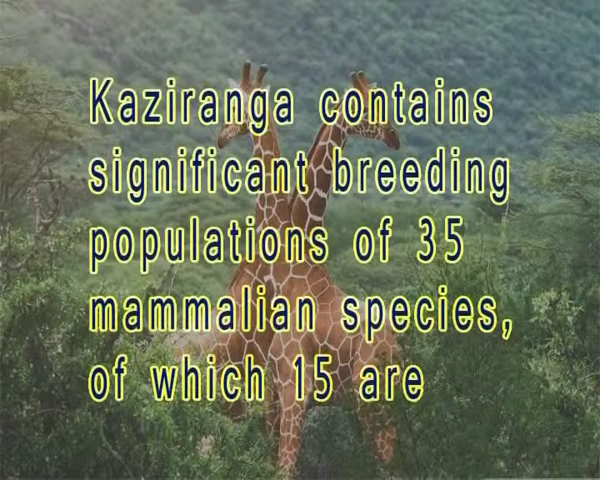 Kaziranga contains
significant breeding
populations of 35
mammalian species,
of which 15 are